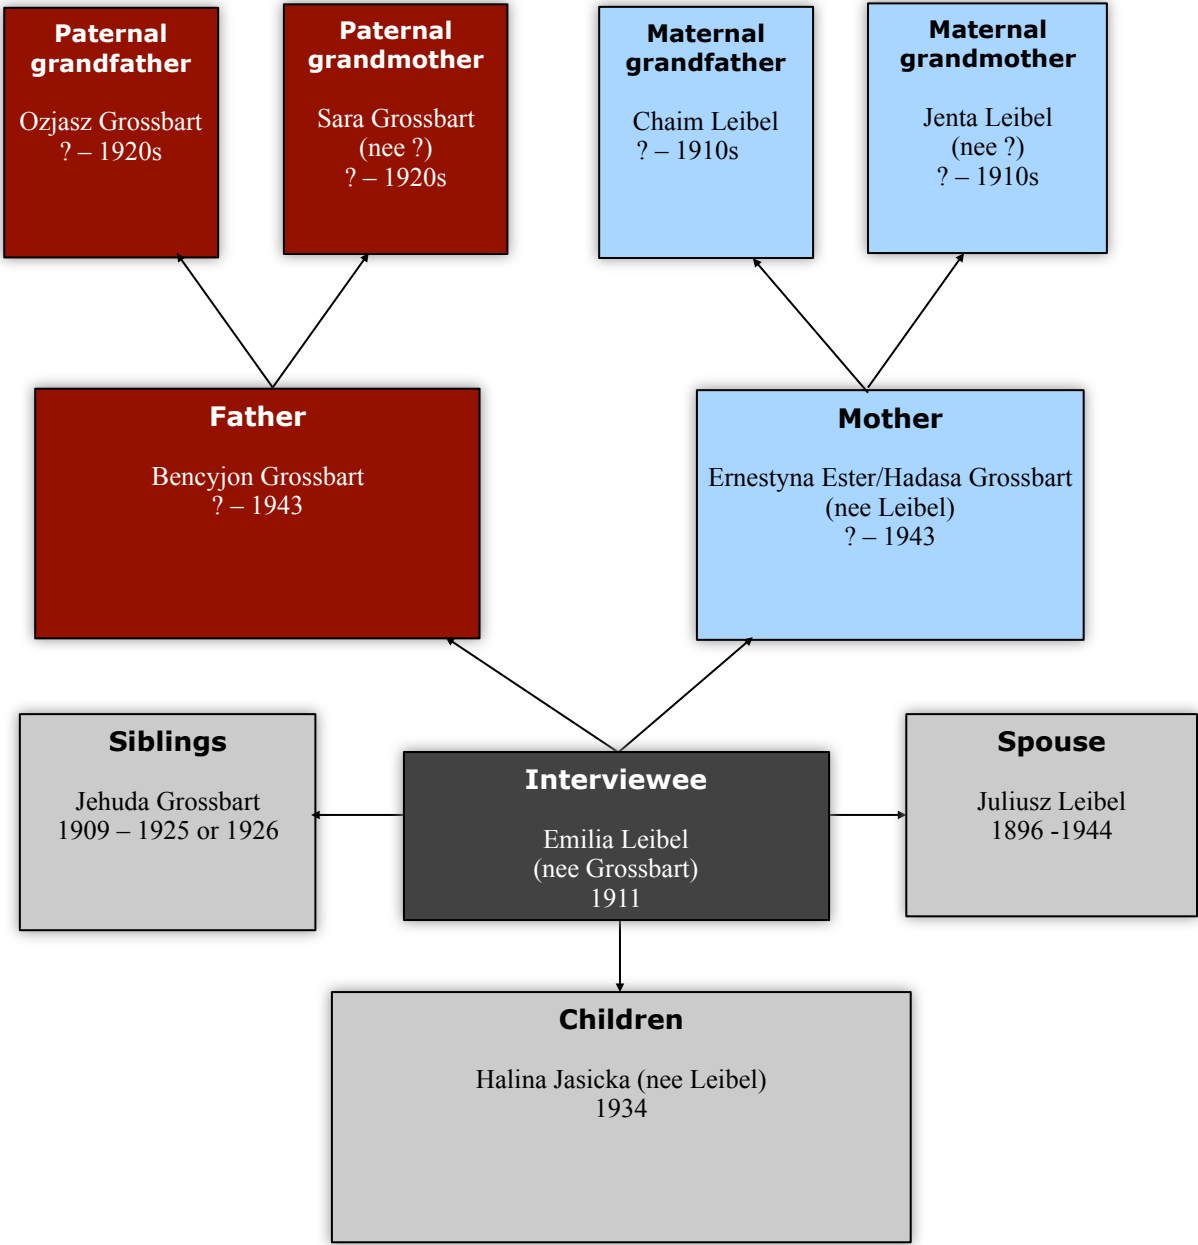 Paternal
grandfather
Ozjasz Grossbart
? – 1920s
Paternal
grandmother
Sara Grossbart
(nee ?)
? – 1920s
Maternal
grandfather
Chaim Leibel
? – 1910s
Maternal
grandmother
Jenta Leibel
(nee ?)
? – 1910s
Father
Bencyjon Grossbart
? – 1943
Mother
Ernestyna Ester/Hadasa Grossbart
(nee Leibel)
? – 1943
Siblings
Jehuda Grossbart
1909 – 1925 or 1926
Interviewee
Emilia Leibel
(nee Grossbart)
1911
Spouse
Juliusz Leibel
1896 -1944
Children
Halina Jasicka (nee Leibel)
1934